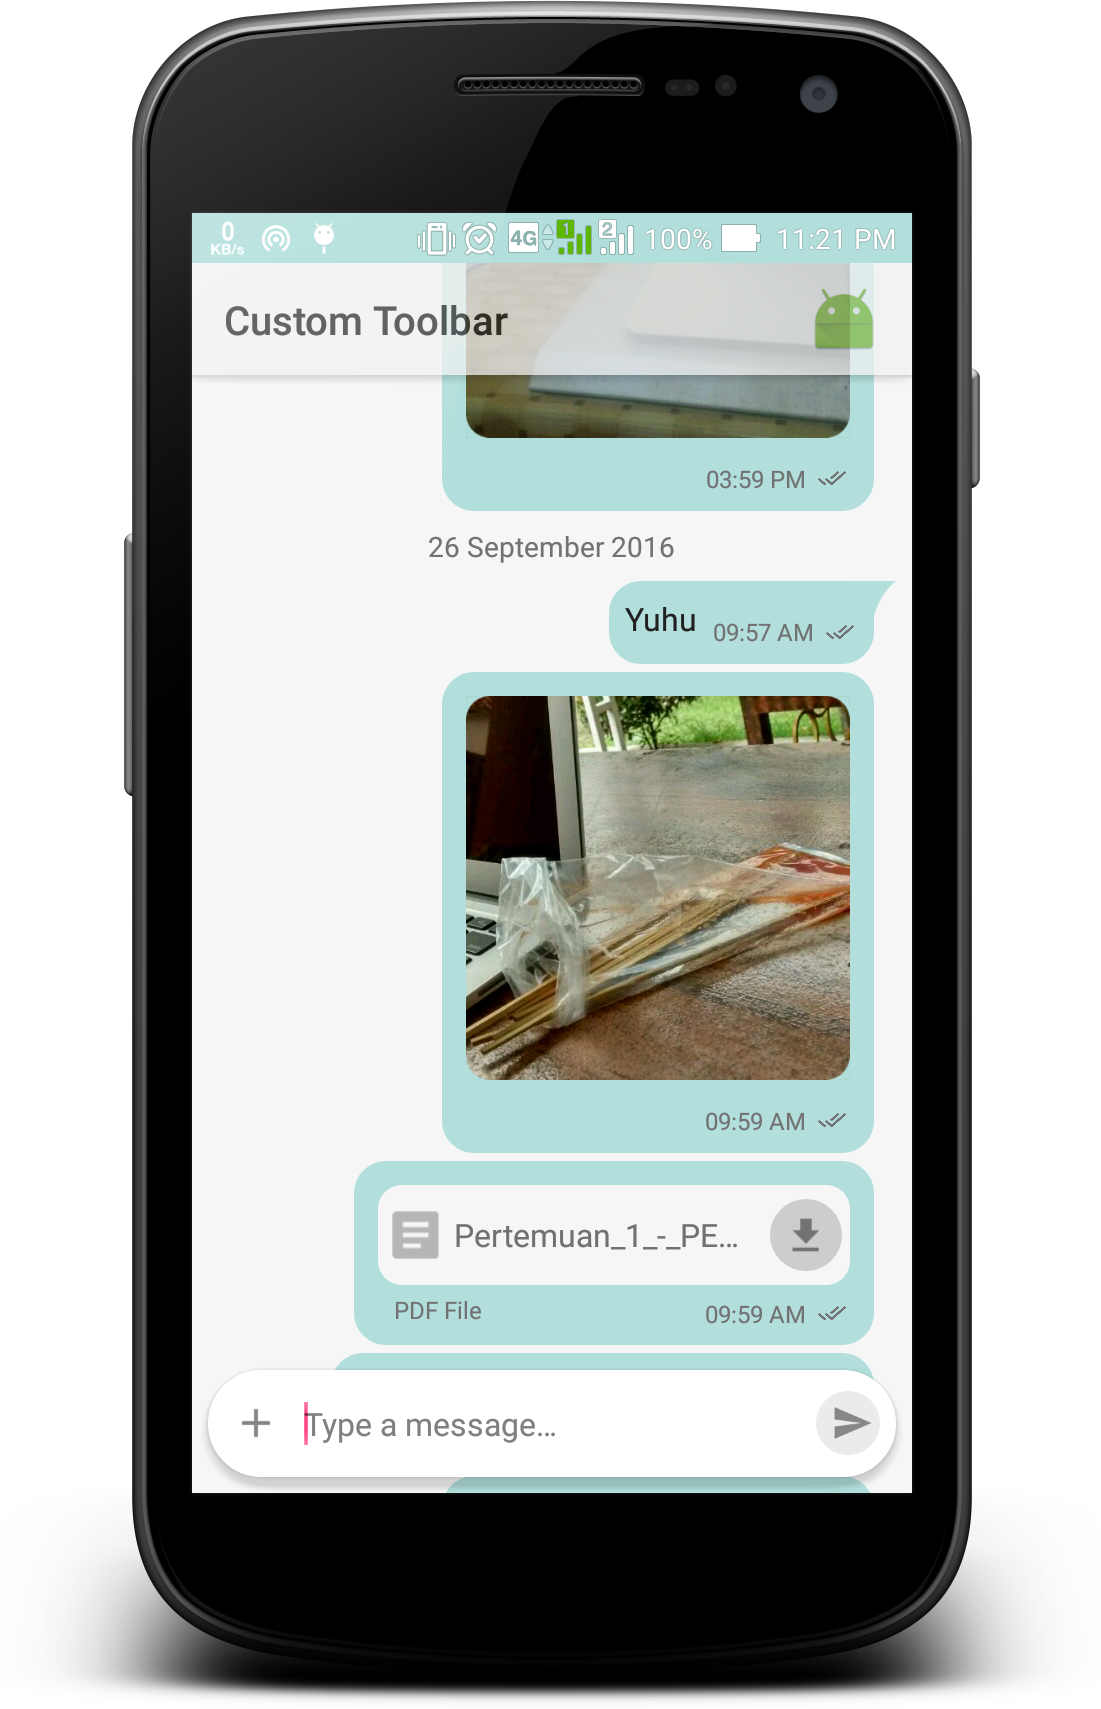 0
KB/s
4G
1
2
100%
11:21 PM
Custom Toolbar
03:59 PM
26 September 2016
Yuhu
09:57 AM
09:59 AM
Pertemuan_1_-_PE...
PDF File
09:59 AM
Type a message...